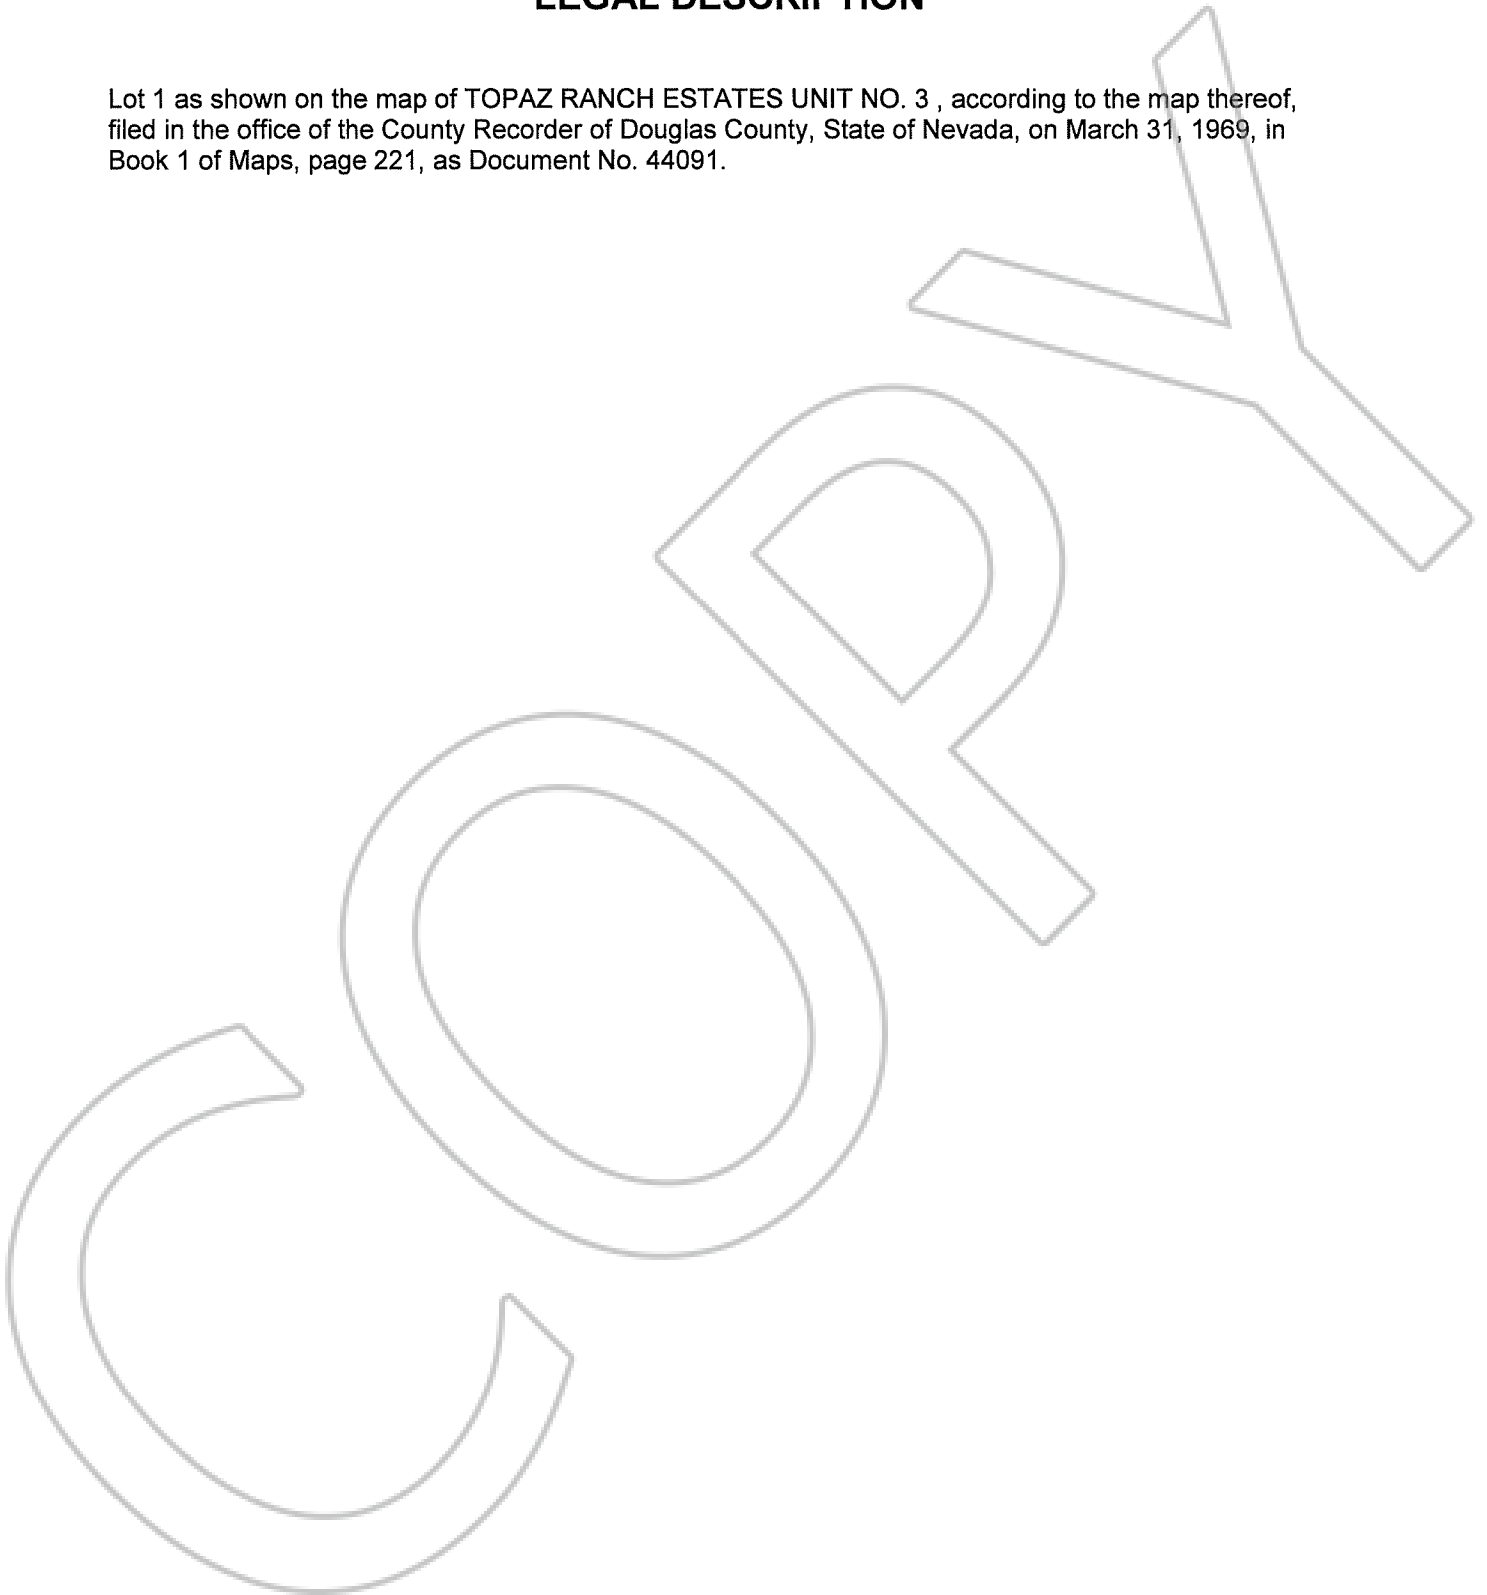 LEGAL DESCRIPTION
Lot 1 as shown on the map of TOPAZ RANCH ESTATES UNIT NO. 3 , according to the map thereof,
filed in the office of the County Recorder of Douglas County, State of Nevada, on March 31, 1969, in
Book 1 of Maps, page 221, as Document No. 44091.
COPY